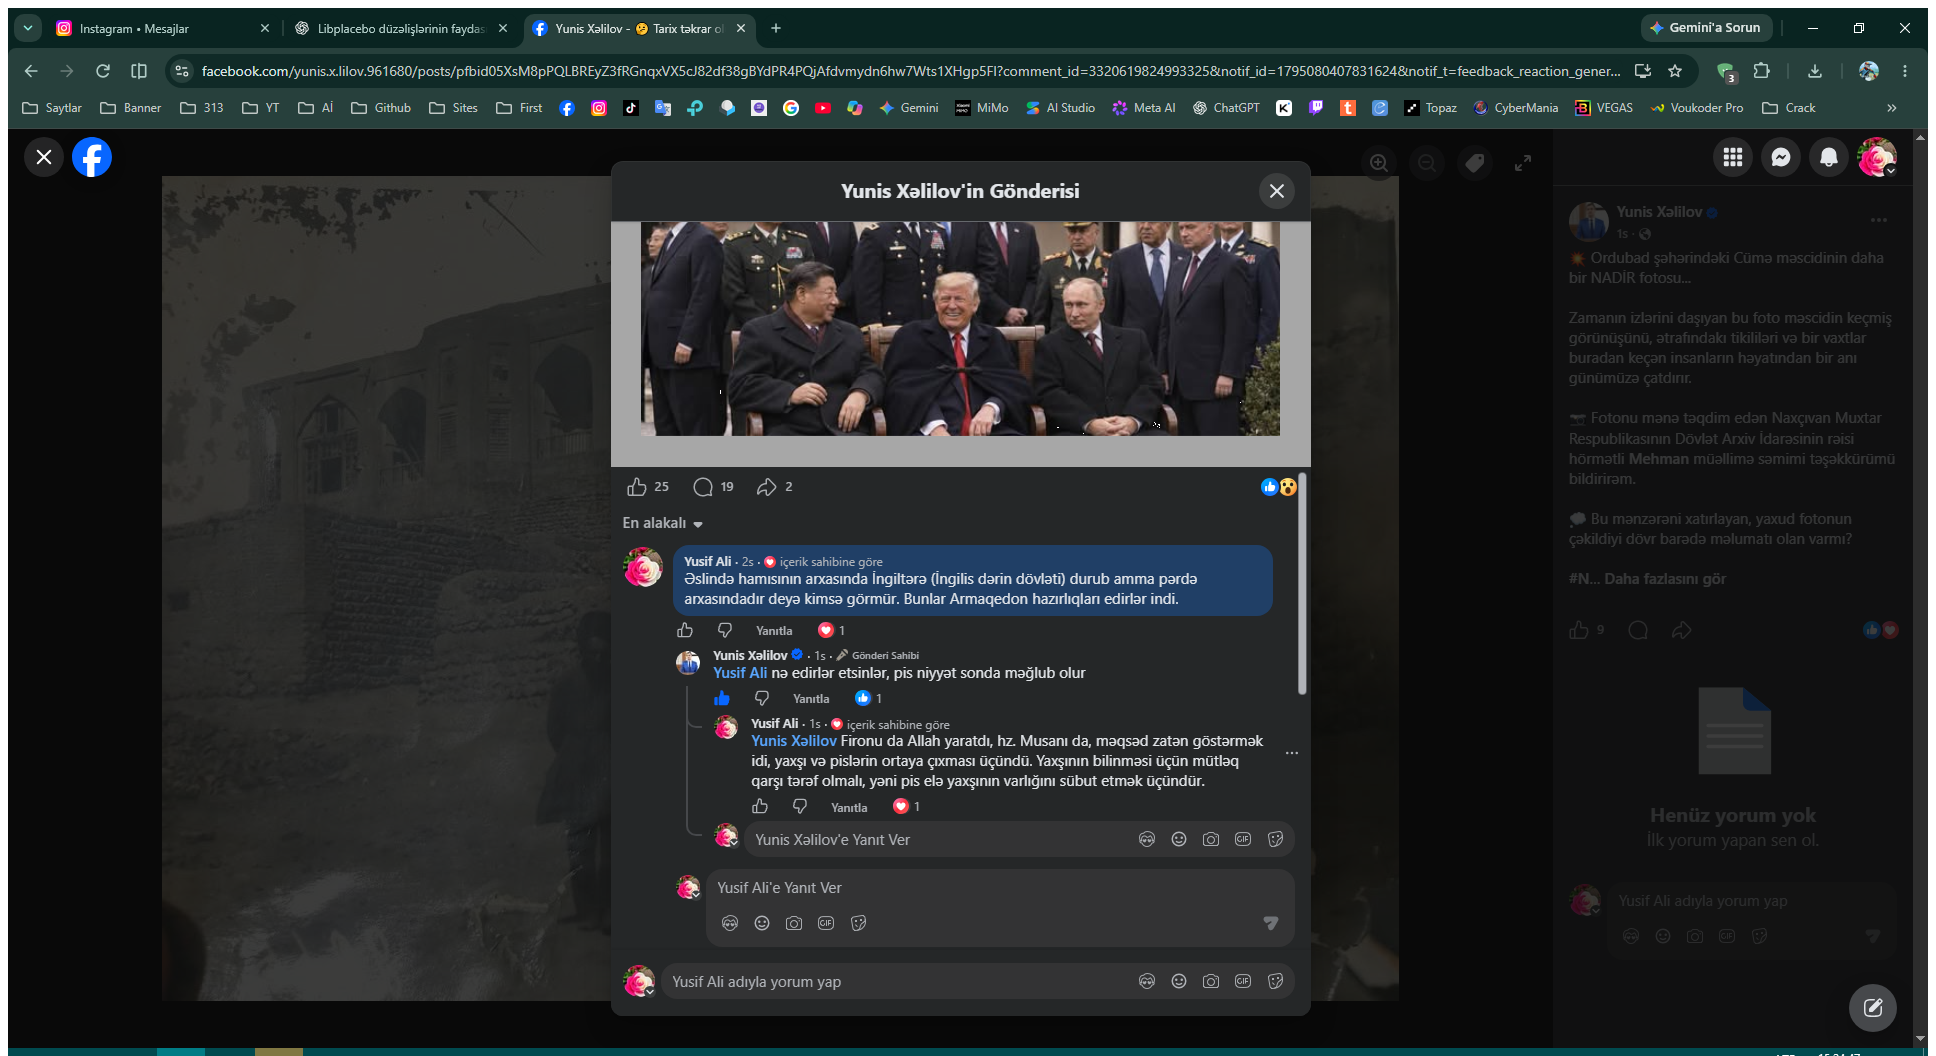 Instagram • Mesajlar
Libplacebo düzəlişlərinin faydas
Yunis Xəlilov - 🤔 Tarix təkrar ol
Gemini'a Sorun
facebook.com/yunis.x.lilov.961680/posts/pfbid05XsM8pPQLBREyZ3fRGnqxVX5cJ82df38gBYdPR4PQjAfdvmydn6hw7Wts1XHgp5Fl?comment_id=3320619824993325&notif_id=1795080407831624&notif_t=feedback_reaction_gener...
3
Saytlar
Banner
313
YT
Aİ
Github
Sites
First
Gemini
MiMo
AI Studio
Meta AI
ChatGPT
Topaz
CyberMania
VEGAS
Voukoder Pro
Crack
Yunis Xəlilov'in Gönderisi
25
19
2
En alakalı
Yusif Ali · 2s · içerik sahibine göre
Əslində hamısının arxasında İngiltərə (İngilis dərin dövləti) durub amma pərdə
arxasındadır deyə kimsə görmür. Bunlar Armaqedon hazırlıqları edirlər indi.
Yanıtla 1
Yunis Xəlilov · 1s · Gönderi Sahibi
Yusif Ali nə edirlər etsinlər, pis niyyət sonda məğlub olur
Yanıtla 1
Yusif Ali · 1s · içerik sahibine göre
Yunis Xəlilov Fironu da Allah yaratdı, hz. Musanı da, məqsəd zatən göstərmək
idi, yaxşı və pislərin ortaya çıxması üçündü. Yaxşının bilinməsi üçün mütləq
qarşı tərəf olmalı, yəni pis elə yaxşının varlığını sübut etmək üçündür.
Yanıtla 1
Yunis Xəlilov'e Yanıt Ver
Yusif Ali'e Yanıt Ver
Yusif Ali adıyla yorum yap
Yunis Xəlilov
1s ·
Ordubad şəhərindəki Cümə məscidinin daha
bir NADİR fotosu...
Zamanın izlərini daşıyan bu foto məscidin keçmiş
görünüşünü, ətrafındakı tikililəri və bir vaxtlar
buradan keçən insanların həyatından bir anı
günümüzə çatdırır.
Fotonu mənə təqdim edən Naxçıvan Muxtar
Respublikasının Dövlət Arxiv İdarəsinin rəisi
hörmətli Mehman müəllimə səmimi təşəkkürümü
bildirirəm.
Bu mənzərəni xatırlayan, yaxud fotonun
çəkildiyi dövr barədə məlumatı olan varmı?
#N... Daha fazlasını gör
9
Henüz yorum yok
İlk yorum yapan sen ol.
Yusif Ali adıyla yorum yap